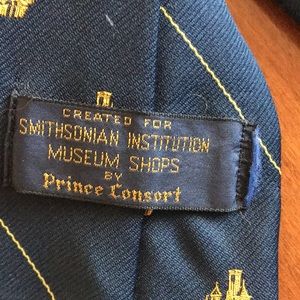 CREATED FOR
SMITHSONIAN INSTITUTION
MUSEUM SHOPS
BY
Prince Consort